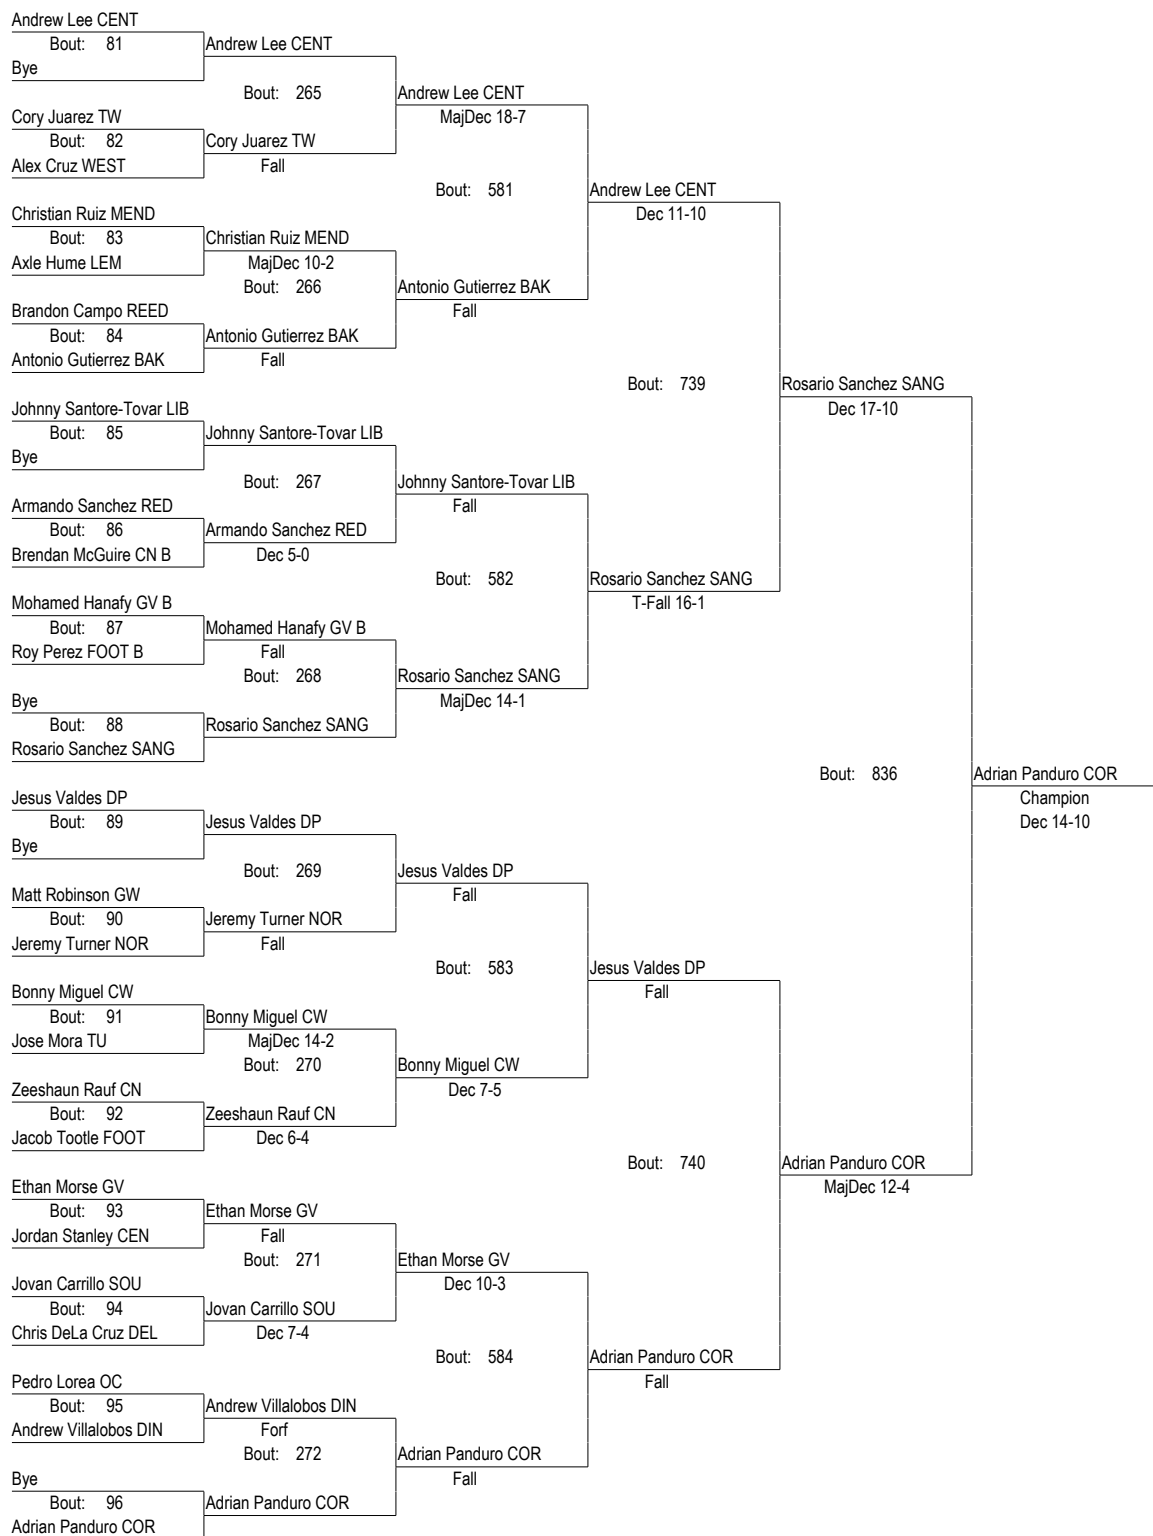 Andrew Lee CENT
Bout: 81 Andrew Lee CENT
Bye
Bout: 265 Andrew Lee CENT
Cory Juarez TW MajDec 18-7
Bout: 82 Cory Juarez TW
Alex Cruz WEST Fall
Bout: 581 Andrew Lee CENT
Christian Ruiz MEND Dec 11-10
Bout: 83 Christian Ruiz MEND
Axle Hume LEM MajDec 10-2
Bout: 266 Antonio Gutierrez BAK
Brandon Campo REED Fall
Bout: 84 Antonio Gutierrez BAK
Antonio Gutierrez BAK Fall
Bout: 739 Rosario Sanchez SANG
Johnny Santore-Tovar LIB Dec 17-10
Bout: 85 Johnny Santore-Tovar LIB
Bye
Bout: 267 Johnny Santore-Tovar LIB
Armando Sanchez RED Fall
Bout: 86 Armando Sanchez RED
Brendan McGuire CN B Dec 5-0
Bout: 582 Rosario Sanchez SANG
Mohamed Hanafy GV B T-Fall 16-1
Bout: 87 Mohamed Hanafy GV B
Roy Perez FOOT B Fall
Bout: 268 Rosario Sanchez SANG
Bye MajDec 14-1
Bout: 88 Rosario Sanchez SANG
Rosario Sanchez SANG
Bout: 836 Adrian Panduro COR
Jesus Valdes DP Champion
Bout: 89 Jesus Valdes DP Dec 14-10
Bye
Bout: 269 Jesus Valdes DP
Matt Robinson GW Fall
Bout: 90 Jeremy Turner NOR
Jeremy Turner NOR Fall
Bout: 583 Jesus Valdes DP
Bonny Miguel CW Fall
Bout: 91 Bonny Miguel CW
Jose Mora TU MajDec 14-2
Bout: 270 Bonny Miguel CW
Zeeshaun Rauf CN Dec 7-5
Bout: 92 Zeeshaun Rauf CN
Jacob Tootle FOOT Dec 6-4
Bout: 740 Adrian Panduro COR
Ethan Morse GV MajDec 12-4
Bout: 93 Ethan Morse GV
Jordan Stanley CEN Fall
Bout: 271 Ethan Morse GV
Jovan Carrillo SOU Dec 10-3
Bout: 94 Jovan Carrillo SOU
Chris DeLa Cruz DEL Dec 7-4
Bout: 584 Adrian Panduro COR
Pedro Lorea OC Fall
Bout: 95 Andrew Villalobos DIN
Andrew Villalobos DIN Forf
Bout: 272 Adrian Panduro COR
Bye Fall
Bout: 96 Adrian Panduro COR
Adrian Panduro COR